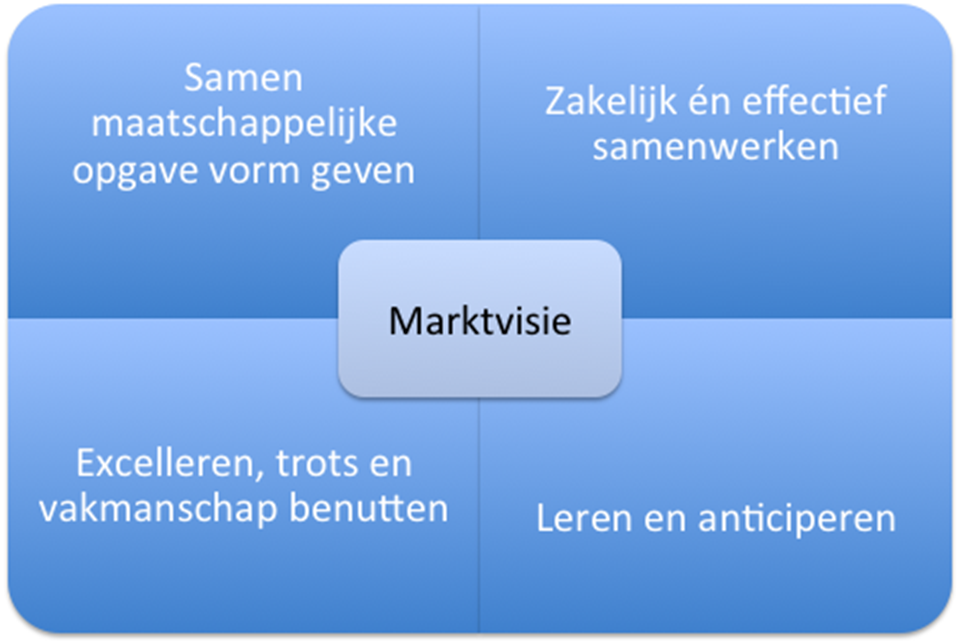 Samen
maatschappelijke
opgave vorm geven
Zakelijk én effectief
samenwerken
Marktvisie
Excelleren, trots en
vakmanschap benutten
Leren en anticiperen